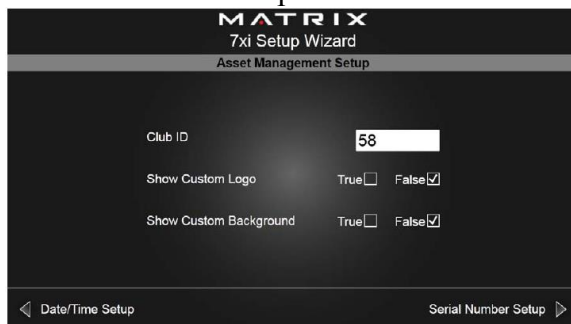 MATRIX
7xi Setup Wizard
Asset Management Setup
Club ID 58
Show Custom Logo True False
Show Custom Background True False
Date/Time Setup Serial Number Setup